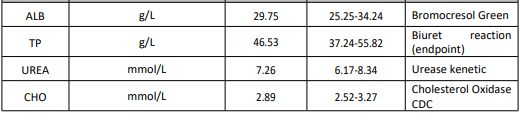 ALB g/L 29.75 25.25-34.24 Bromocresol Green
TP g/L 46.53 37.24-55.82 Biuret reaction
(endpoint)
UREA mmol/L 7.26 6.17-8.34 Urease kenetic
CHO mmol/L 2.89 2.52-3.27 Cholesterol Oxidase
CDC